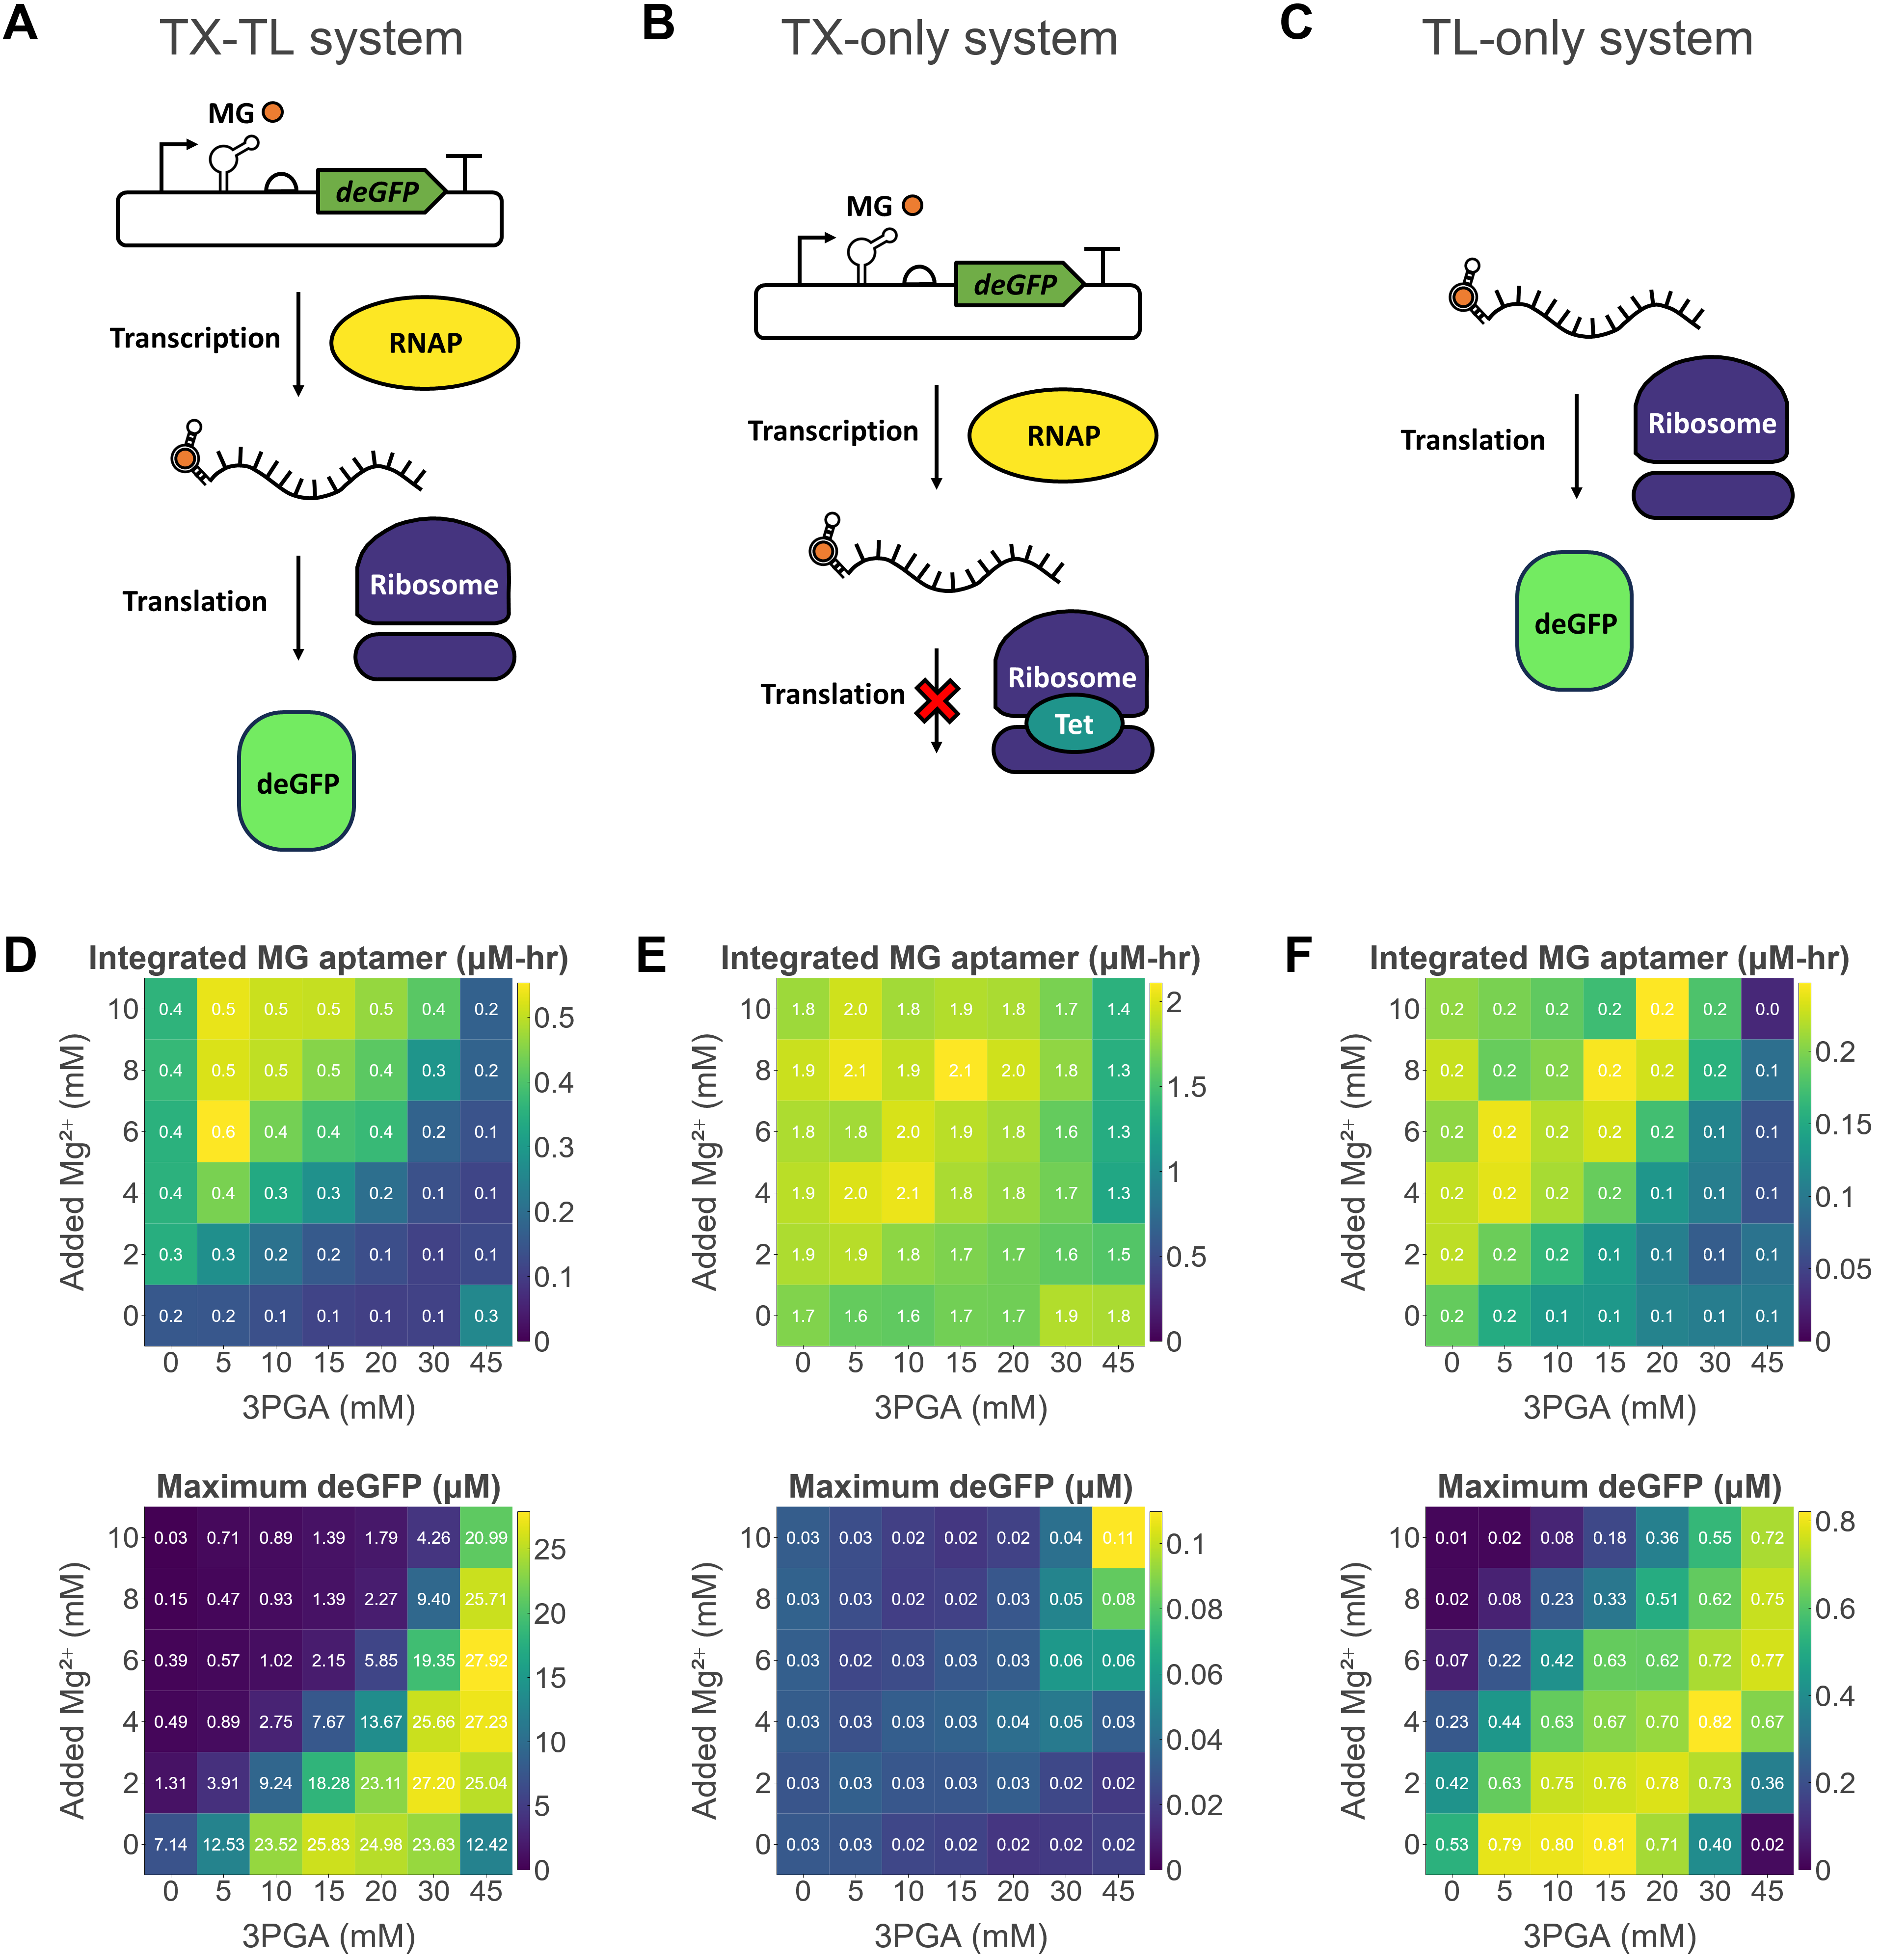 A
TX-TL system
B
TX-only system
C
TL-only system
MG
deGFP
Transcription
RNAP
Ribosome
Translation
deGFP
MG
deGFP
Transcription
RNAP
Ribosome
Tet
Translation
Ribosome
Translation
deGFP
D
Integrated MG aptamer (µM-hr)
Added Mg²⁺ (mM)
10 0.4 0.5 0.5 0.5 0.5 0.4 0.2
8 0.4 0.5 0.5 0.5 0.4 0.3 0.2
6 0.4 0.6 0.4 0.4 0.4 0.2 0.1
4 0.4 0.4 0.3 0.3 0.2 0.1 0.1
2 0.3 0.3 0.2 0.2 0.1 0.1 0.1
0 0.2 0.2 0.1 0.1 0.1 0.1 0.3
0 5 10 15 20 30 45
3PGA (mM)
0.5
0.4
0.3
0.2
0.1
0
E
Integrated MG aptamer (µM-hr)
Added Mg²⁺ (mM)
10 1.8 2.0 1.8 1.9 1.8 1.7 1.4
8 1.9 2.1 1.9 2.1 2.0 1.8 1.3
6 1.8 1.8 2.0 1.9 1.8 1.6 1.3
4 1.9 2.0 2.1 1.8 1.8 1.7 1.3
2 1.9 1.9 1.8 1.7 1.7 1.6 1.5
0 1.7 1.6 1.6 1.7 1.7 1.9 1.8
0 5 10 15 20 30 45
3PGA (mM)
2
1.5
1
0.5
0
F
Integrated MG aptamer (µM-hr)
Added Mg²⁺ (mM)
10 0.2 0.2 0.2 0.2 0.2 0.2 0.0
8 0.2 0.2 0.2 0.2 0.2 0.2 0.1
6 0.2 0.2 0.2 0.2 0.2 0.1 0.1
4 0.2 0.2 0.2 0.2 0.1 0.1 0.1
2 0.2 0.2 0.2 0.1 0.1 0.1 0.1
0 0.2 0.2 0.1 0.1 0.1 0.1 0.1
0 5 10 15 20 30 45
3PGA (mM)
0.2
0.15
0.1
0.05
0
Maximum deGFP (µM)
Added Mg²⁺ (mM)
10 0.03 0.71 0.89 1.39 1.79 4.26 20.99
8 0.15 0.47 0.93 1.39 2.27 9.40 25.71
6 0.39 0.57 1.02 2.15 5.85 19.35 27.92
4 0.49 0.89 2.75 7.67 13.67 25.66 27.23
2 1.31 3.91 9.24 18.28 23.11 27.20 25.04
0 7.14 12.53 23.52 25.83 24.98 23.63 12.42
0 5 10 15 20 30 45
3PGA (mM)
25
20
15
10
5
0
Maximum deGFP (µM)
Added Mg²⁺ (mM)
10 0.03 0.03 0.02 0.02 0.02 0.04 0.11
8 0.03 0.03 0.02 0.02 0.03 0.05 0.08
6 0.03 0.02 0.03 0.03 0.03 0.06 0.06
4 0.03 0.03 0.03 0.03 0.04 0.05 0.03
2 0.03 0.03 0.03 0.03 0.03 0.02 0.02
0 0.03 0.03 0.02 0.02 0.02 0.02 0.02
0 5 10 15 20 30 45
3PGA (mM)
0.1
0.08
0.06
0.04
0.02
0
Maximum deGFP (µM)
Added Mg²⁺ (mM)
10 0.01 0.02 0.08 0.18 0.36 0.55 0.72
8 0.02 0.08 0.23 0.33 0.51 0.62 0.75
6 0.07 0.22 0.42 0.63 0.62 0.72 0.77
4 0.23 0.44 0.63 0.67 0.70 0.82 0.67
2 0.42 0.63 0.75 0.76 0.78 0.73 0.36
0 0.53 0.79 0.80 0.81 0.71 0.40 0.02
0 5 10 15 20 30 45
3PGA (mM)
0.8
0.6
0.4
0.2
0